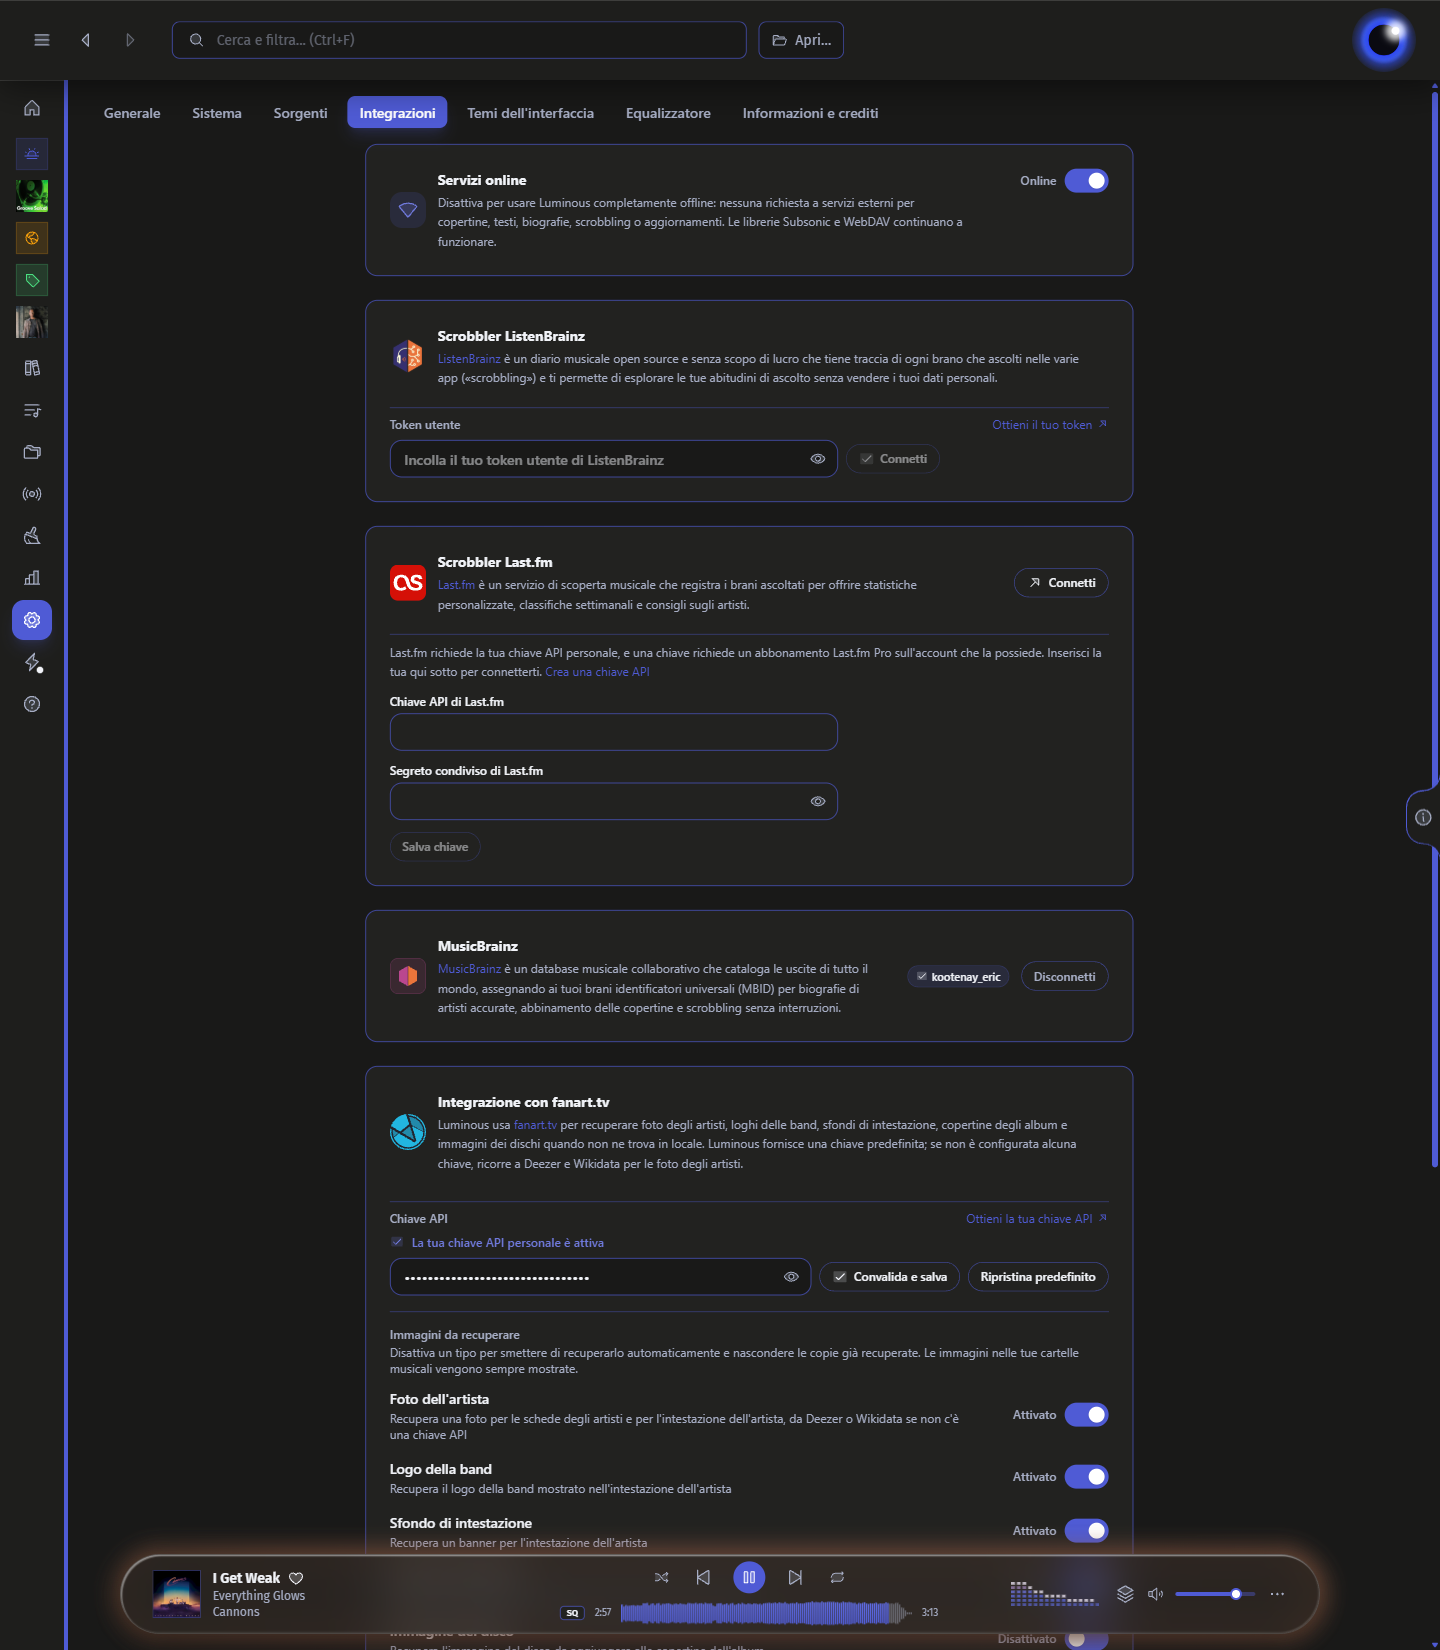 Cerca e filtra... (Ctrl+F)
Apri...
Generale
Sistema
Sorgenti
Integrazioni
Temi dell'interfaccia
Equalizzatore
Informazioni e crediti
Servizi online
Disattiva per usare Luminous completamente offline: nessuna richiesta a servizi esterni per
copertine, testi, biografie, scrobbling o aggiornamenti. Le librerie Subsonic e WebDAV continuano a
funzionare.
Online
Scrobbler ListenBrainz
ListenBrainz è un diario musicale open source e senza scopo di lucro che tiene traccia di ogni brano che ascolti nelle varie
app («scrobbling») e ti permette di esplorare le tue abitudini di ascolto senza vendere i tuoi dati personali.
Token utente
Ottieni il tuo token
Incolla il tuo token utente di ListenBrainz
Connetti
Scrobbler Last.fm
Last.fm è un servizio di scoperta musicale che registra i brani ascoltati per offrire statistiche
personalizzate, classifiche settimanali e consigli sugli artisti.
Connetti
Last.fm richiede la tua chiave API personale, e una chiave richiede un abbonamento Last.fm Pro sull'account che la possiede. Inserisci la
tua qui sotto per connetterti. Crea una chiave API
Chiave API di Last.fm
Segreto condiviso di Last.fm
Salva chiave
MusicBrainz
MusicBrainz è un database musicale collaborativo che cataloga le uscite di tutto il
mondo, assegnando ai tuoi brani identificatori universali (MBID) per biografie di
artisti accurate, abbinamento delle copertine e scrobbling senza interruzioni.
kootenay_eric
Disconnetti
Integrazione con fanart.tv
Luminous usa fanart.tv per recuperare foto degli artisti, loghi delle band, sfondi di intestazione, copertine degli album e
immagini dei dischi quando non ne trova in locale. Luminous fornisce una chiave predefinita; se non è configurata alcuna
chiave, ricorre a Deezer e Wikidata per le foto degli artisti.
Chiave API
Ottieni la tua chiave API
La tua chiave API personale è attiva
Convalida e salva
Ripristina predefinito
Immagini da recuperare
Disattiva un tipo per smettere di recuperarlo automaticamente e nascondere le copie già recuperate. Le immagini nelle tue cartelle
musicali vengono sempre mostrate.
Foto dell'artista
Recupera una foto per le schede degli artisti e per l'intestazione dell'artista, da Deezer o Wikidata se non c'è
una chiave API
Attivato
Logo della band
Recupera il logo della band mostrato nell'intestazione dell'artista
Attivato
Sfondo di intestazione
Recupera un banner per l'intestazione dell'artista
Attivato
I Get Weak
Everything Glows
Cannons
SQ
2:57
3:13
Disattivato